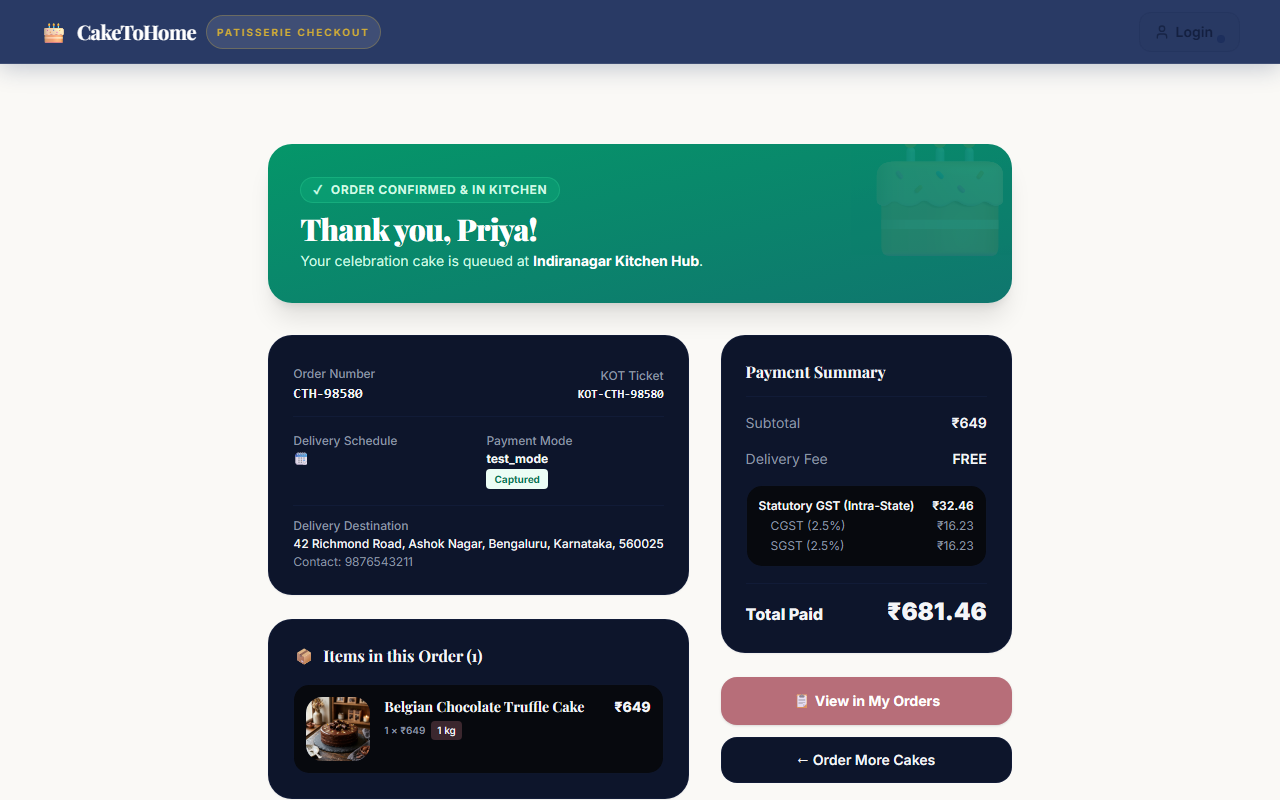 CakeToHome
PATISSERIE CHECKOUT
Login
✓ ORDER CONFIRMED & IN KITCHEN
Thank you, Priya!
Your celebration cake is queued at Indiranagar Kitchen Hub.
Order Number
CTH-98580
KOT Ticket
KOT-CTH-98580
Delivery Schedule
Payment Mode
test_mode
Captured
Delivery Destination
42 Richmond Road, Ashok Nagar, Bengaluru, Karnataka, 560025
Contact: 9876543211
Items in this Order (1)
Belgian Chocolate Truffle Cake
₹649
1 × ₹649
1 kg
Payment Summary
Subtotal
₹649
Delivery Fee
FREE
Statutory GST (Intra-State)
₹32.46
CGST (2.5%)
₹16.23
SGST (2.5%)
₹16.23
Total Paid
₹681.46
View in My Orders
← Order More Cakes